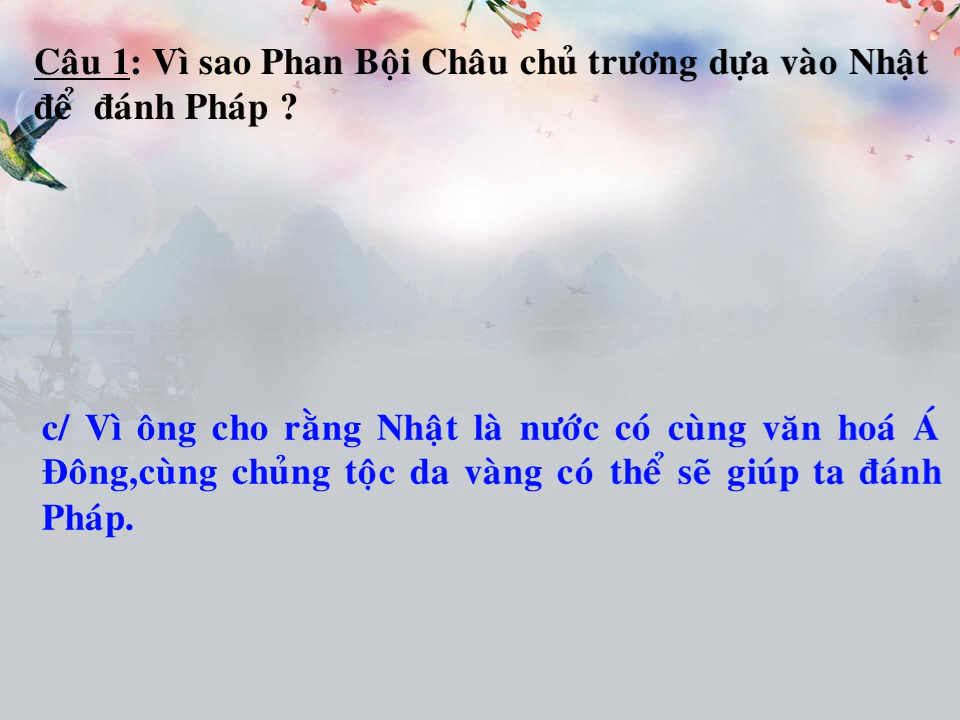 Câu 1: Vì sao Phan Bội Châu chủ trương dựa vào Nhật
để đánh Pháp ?
c/ Vì ông cho rằng Nhật là nước có cùng văn hoá Á
Đông,cùng chủng tộc da vàng có thể sẽ giúp ta đánh
Pháp.